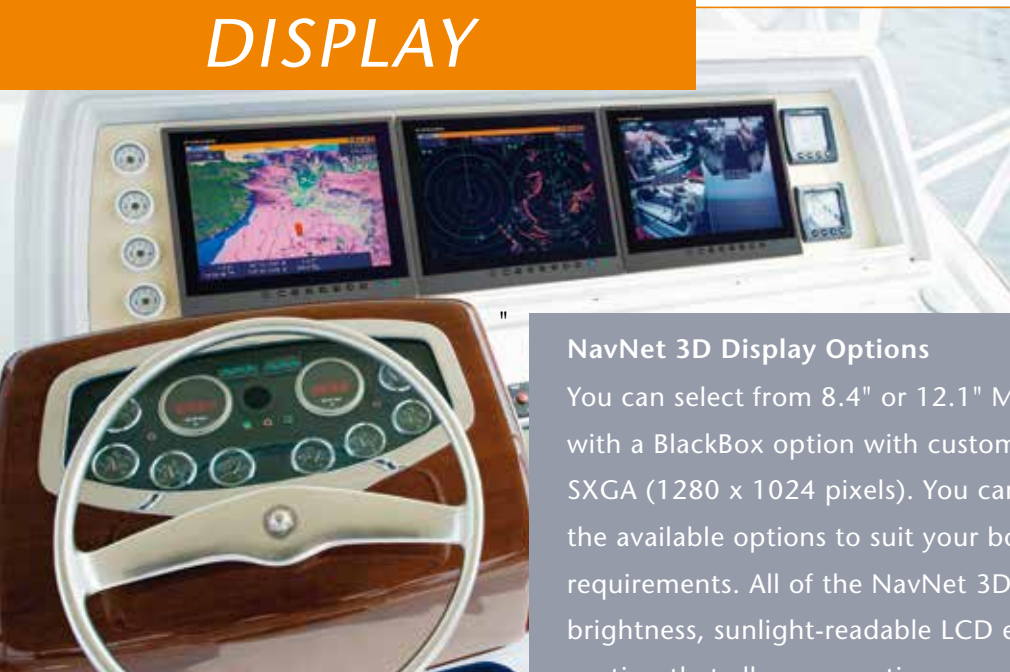 DISPLAY
"
NavNet 3D Display Options
You can select from 8.4" or 12.1" M
with a BlackBox option with custom
SXGA (1280 x 1024 pixels). You can
the available options to suit your bo
requirements. All of the NavNet 3D
brightness, sunlight-readable LCD e